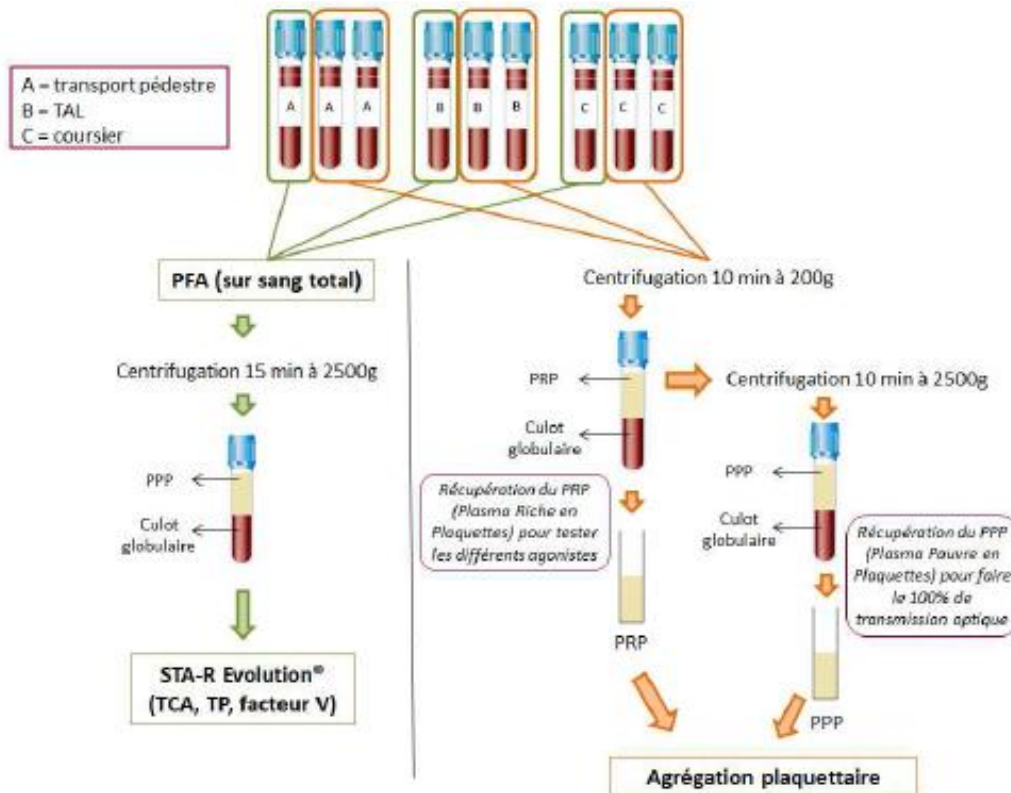 A = transport pédestre
B = TAL
C = coursier
A
A
A
B
B
B
C
C
C
PFA (sur sang total)
Centrifugation 15 min à 2500g
PPP
Culot
globulaire
STA-R Evolution®
(TCA, TP, facteur V)
Centrifugation 10 min à 200g
PRP
Culot
globulaire
Centrifugation 10 min à 2500g
Récupération du PRP
(Plasma Riche en
Plaquettes) pour tester
les différents agonistes
PRP
PPP
Culot
globulaire
Récupération du PPP
(Plasma Pauvre en
Plaquettes) pour faire
le 100% de
transmission optique
PPP
Agrégation plaquettaire